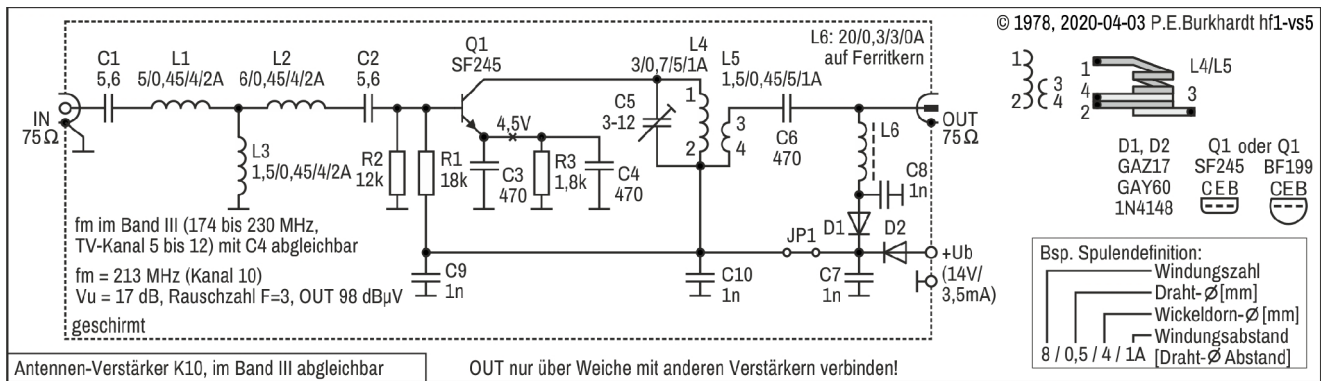 © 1978, 2020-04-03 P.E.Burkhardt hf1-vs5
C1
5,6
L1
5/0,45/4/2A
L2
6/0,45/4/2A
C2
5,6
Q1
SF245
L4
3/0,7/5/1A
L5
1,5/0,45/5/1A
L6: 20/0,3/3/0A
auf Ferritkern
IN
75Ω
L3
1,5/0,45/4/2A
R2
12k
R1
18k
4,5V
C3
470
R3
1,8k
C4
470
C5
3-12
1
2
3
4
C6
470
L6
C8
1n
OUT
75Ω
D1
D2
JP1
C9
1n
C10
1n
C7
1n
+Ub
(14V/
3,5mA)
fm im Band III (174 bis 230 MHz,
TV-Kanal 5 bis 12) mit C4 abgleichbar
fm = 213 MHz (Kanal 10)
Vu = 17 dB, Rauschzahl F=3, OUT 98 dBµV
geschirmt
Antennen-Verstärker K10, im Band III abgleichbar
OUT nur über Weiche mit anderen Verstärkern verbinden!
1
2
3
4
1
4
2
3
L4/L5
D1, D2
GAZ17
GAY60
1N4148
Q1 oder Q1
SF245 BF199
CEB CEB
Bsp. Spulendefinition:
Windungszahl
Draht-Ø [mm]
Wickeldorn-Ø [mm]
Windungsabstand
8 / 0,5 / 4 / 1A [Draht-Ø Abstand]